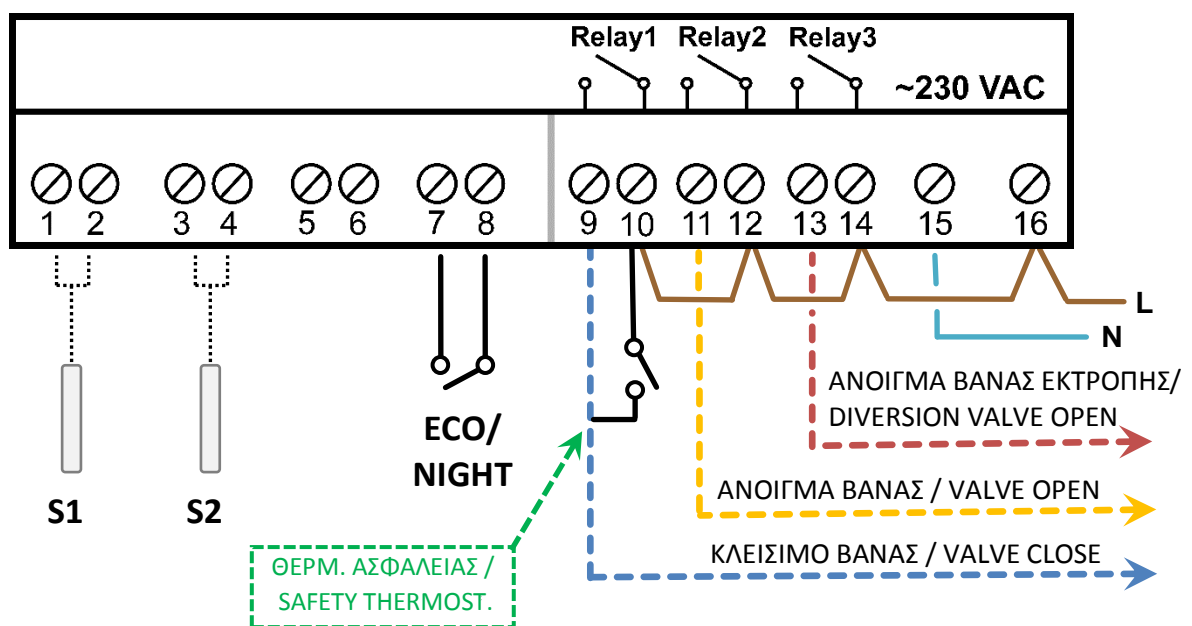 Relay1 Relay2 Relay3
~230 VAC
1 2 3 4 5 6 7 8 9 10 11 12 13 14 15 16
L
N
ΑΝΟΙΓΜΑ ΒΑΝΑΣ ΕΚΤΡΟΠΗΣ/
DIVERSION VALVE OPEN
ECO/
NIGHT
ΑΝΟΙΓΜΑ ΒΑΝΑΣ / VALVE OPEN
S1 S2
ΚΛΕΙΣΙΜΟ ΒΑΝΑΣ / VALVE CLOSE
ΘΕΡΜ. ΑΣΦΑΛΕΙΑΣ /
SAFETY THERMOST.